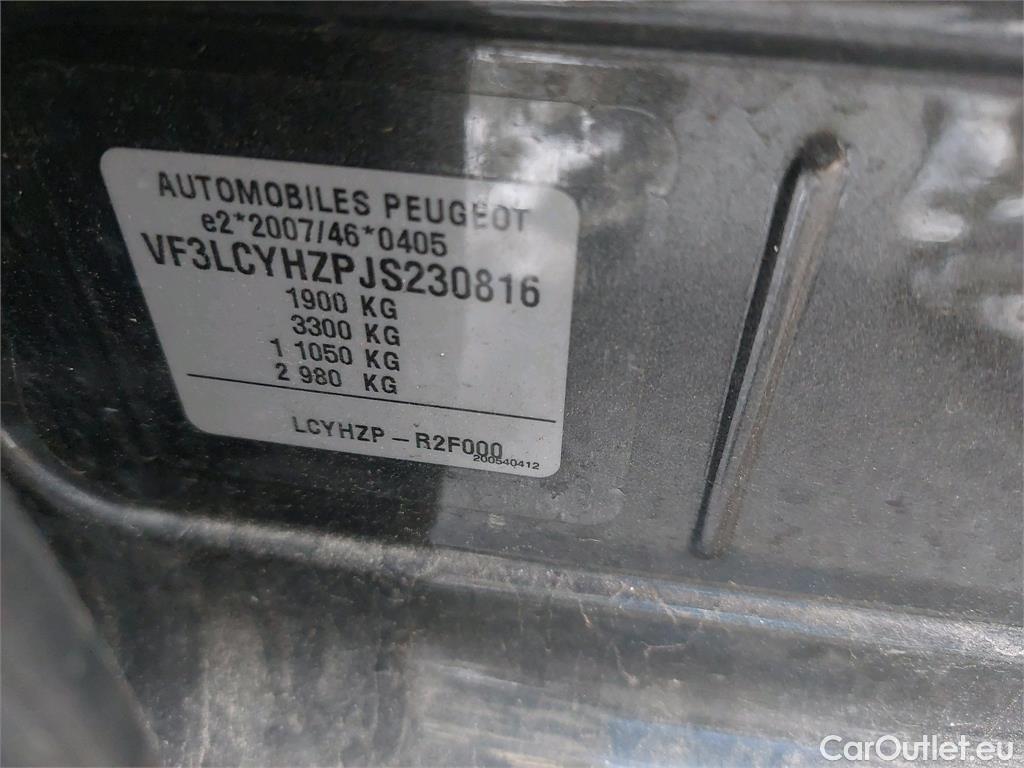 AUTOMOBILES PEUGEOT
e2*2007/46*0405
VF3LCYHZPJS230816
1900 KG
3300 KG
1 1050 KG
2 980 KG
LCYHZP - R2F000
200540412
CarOutlet.eu